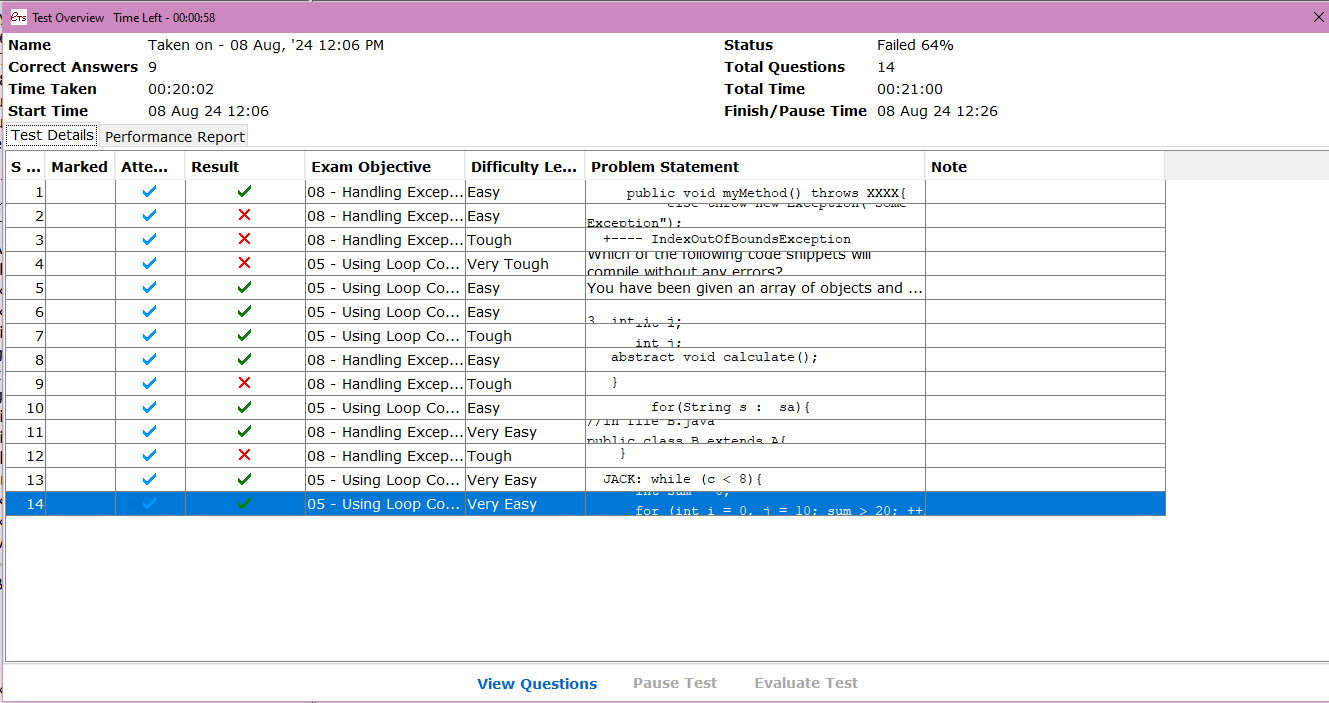 ETS Test Overview Time Left - 00:00:58
Name Taken on - 08 Aug, '24 12:06 PM Status Failed 64%
Correct Answers 9 Total Questions 14
Time Taken 00:20:02 Total Time 00:21:00
Start Time 08 Aug 24 12:06 Finish/Pause Time 08 Aug 24 12:26
Test Details Performance Report
S ... Marked Atte... Result Exam Objective Difficulty Le... Problem Statement Note
1 08 - Handling Excep... Easy public void myMethod() throws XXXX{
2 08 - Handling Excep... Easy else throw new Exception("Some
Exception");
3 08 - Handling Excep... Tough +---- IndexOutOfBoundsException
4 05 - Using Loop Co... Very Tough Which of the following code snippets will
compile without any errors?
5 05 - Using Loop Co... Easy You have been given an array of objects and ...
6 05 - Using Loop Co... Easy
3 int i;
7 05 - Using Loop Co... Tough int i;
int j;
8 08 - Handling Excep... Easy abstract void calculate();
9 08 - Handling Excep... Tough }
10 05 - Using Loop Co... Easy for(String s : sa){
11 08 - Handling Excep... Very Easy //in file B.java
public class B extends A{
12 08 - Handling Excep... Tough }
13 05 - Using Loop Co... Very Easy JACK: while (c < 8){
14 05 - Using Loop Co... Very Easy int sum = 0;
for (int i = 0, j = 10; sum > 20; ++
View Questions Pause Test Evaluate Test